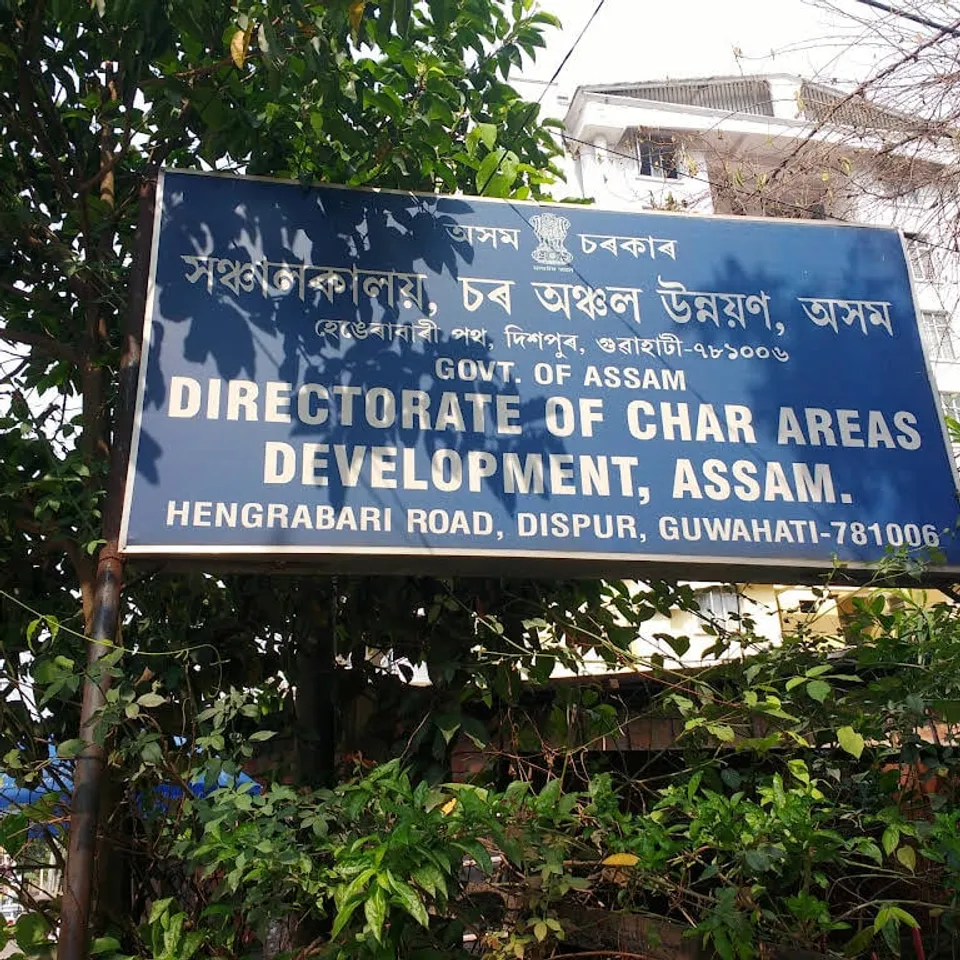 অসম চৰকাৰ
সঞ্চালকালয়, চৰ অঞ্চল উন্নয়ণ, অসম
হেঙেৰাবাৰী পথ, দিশপুৰ, গুৱাহাটী-৭৮১০০৬
GOVT. OF ASSAM
DIRECTORATE OF CHAR AREAS
DEVELOPMENT, ASSAM.
HENGRABARI ROAD, DISPUR, GUWAHATI-781006